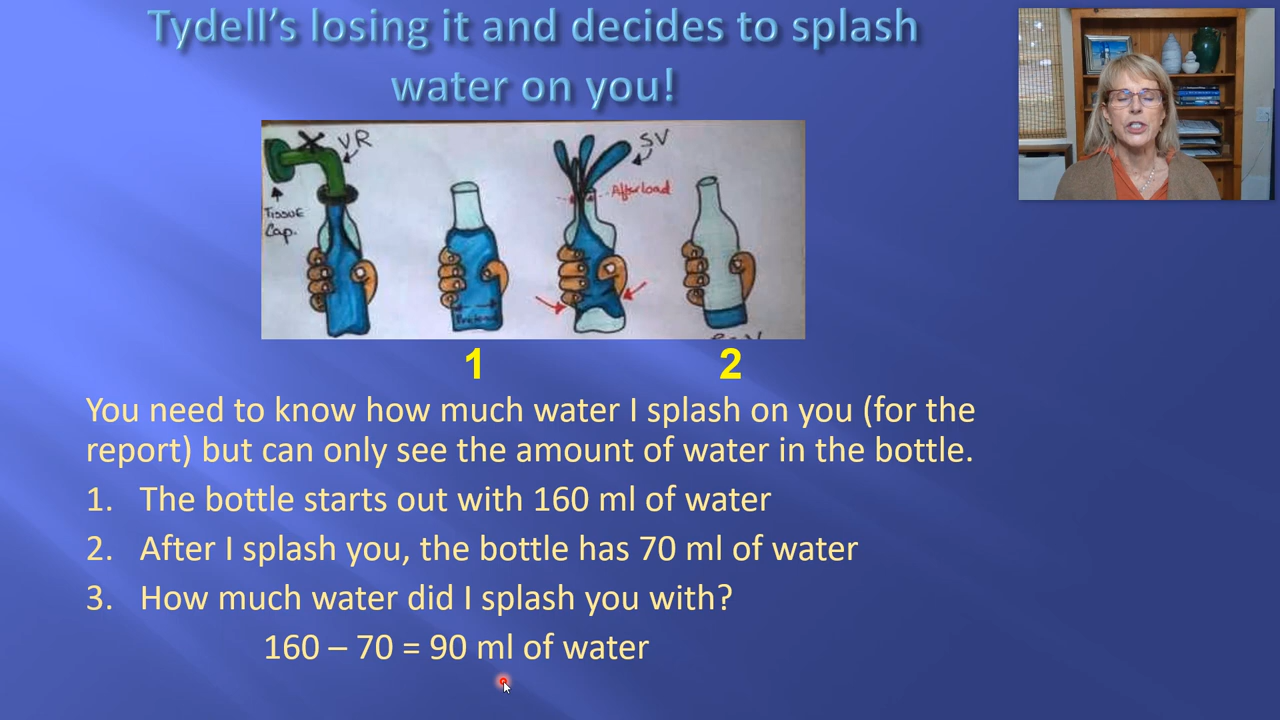 Tydell's losing it and decides to splash
water on you!
VR
SV
Afterload
Tissue
Cap.
Preload
1
2
You need to know how much water I splash on you (for the
report) but can only see the amount of water in the bottle.
1. The bottle starts out with 160 ml of water
2. After I splash you, the bottle has 70 ml of water
3. How much water did I splash you with?
160 – 70 = 90 ml of water